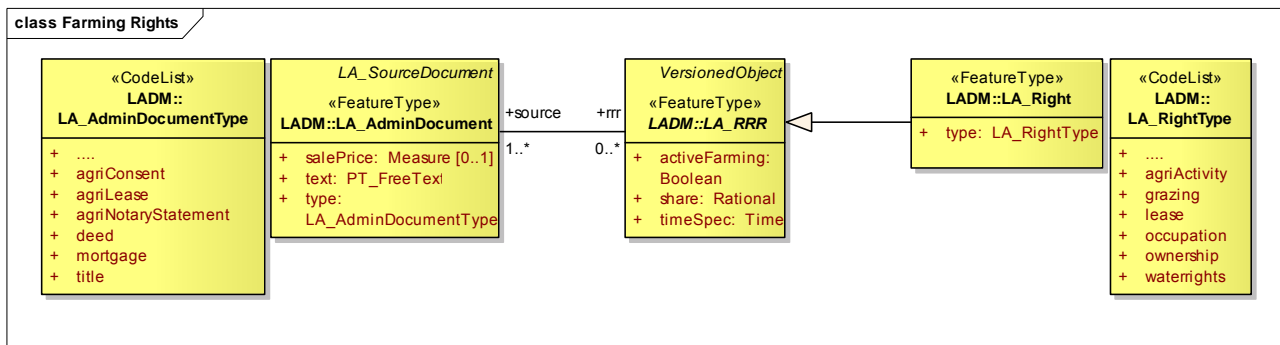 class Farming Rights
«CodeList»
LADM::
LA_AdminDocumentType
+ ....
+ agriConsent
+ agriLease
+ agriNotaryStatement
+ deed
+ mortgage
+ title
LA_SourceDocument
«FeatureType»
LADM::LA_AdminDocument
+ salePrice: Measure [0..1]
+ text: PT_FreeText
+ type:
LA_AdminDocumentType
+source
1..*
+rrr
0..*
VersionedObject
«FeatureType»
LADM::LA_RRR
+ activeFarming:
Boolean
+ share: Rational
+ timeSpec: Time
«FeatureType»
LADM::LA_Right
+ type: LA_RightType
«CodeList»
LADM::
LA_RightType
+ ....
+ agriActivity
+ grazing
+ lease
+ occupation
+ ownership
+ waterrights